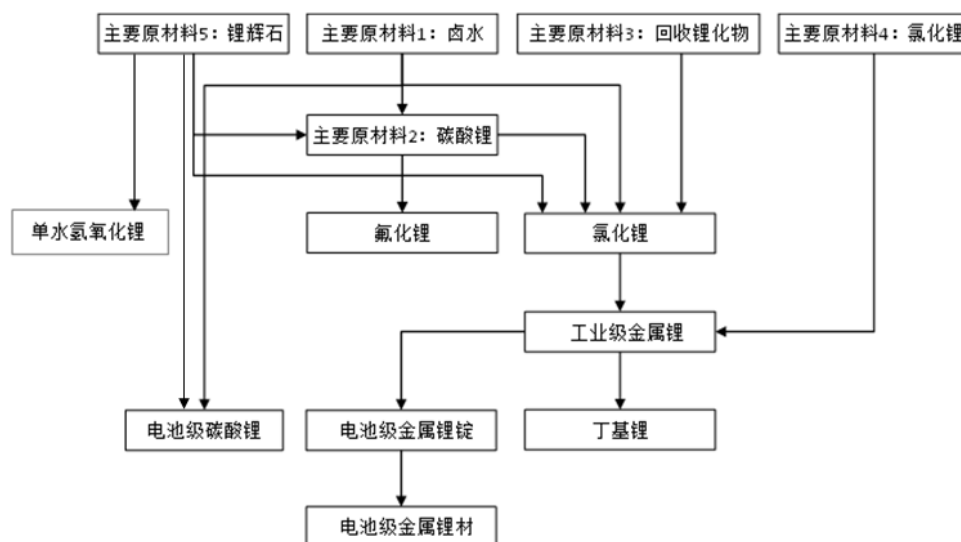 主要原材料5：锂辉石
主要原材料1：卤水
主要原材料3：回收锂化物
主要原材料4：氯化锂
主要原材料2：碳酸锂
单水氢氧化锂
氟化锂
氯化锂
工业级金属锂
电池级碳酸锂
电池级金属锂锭
丁基锂
电池级金属锂材